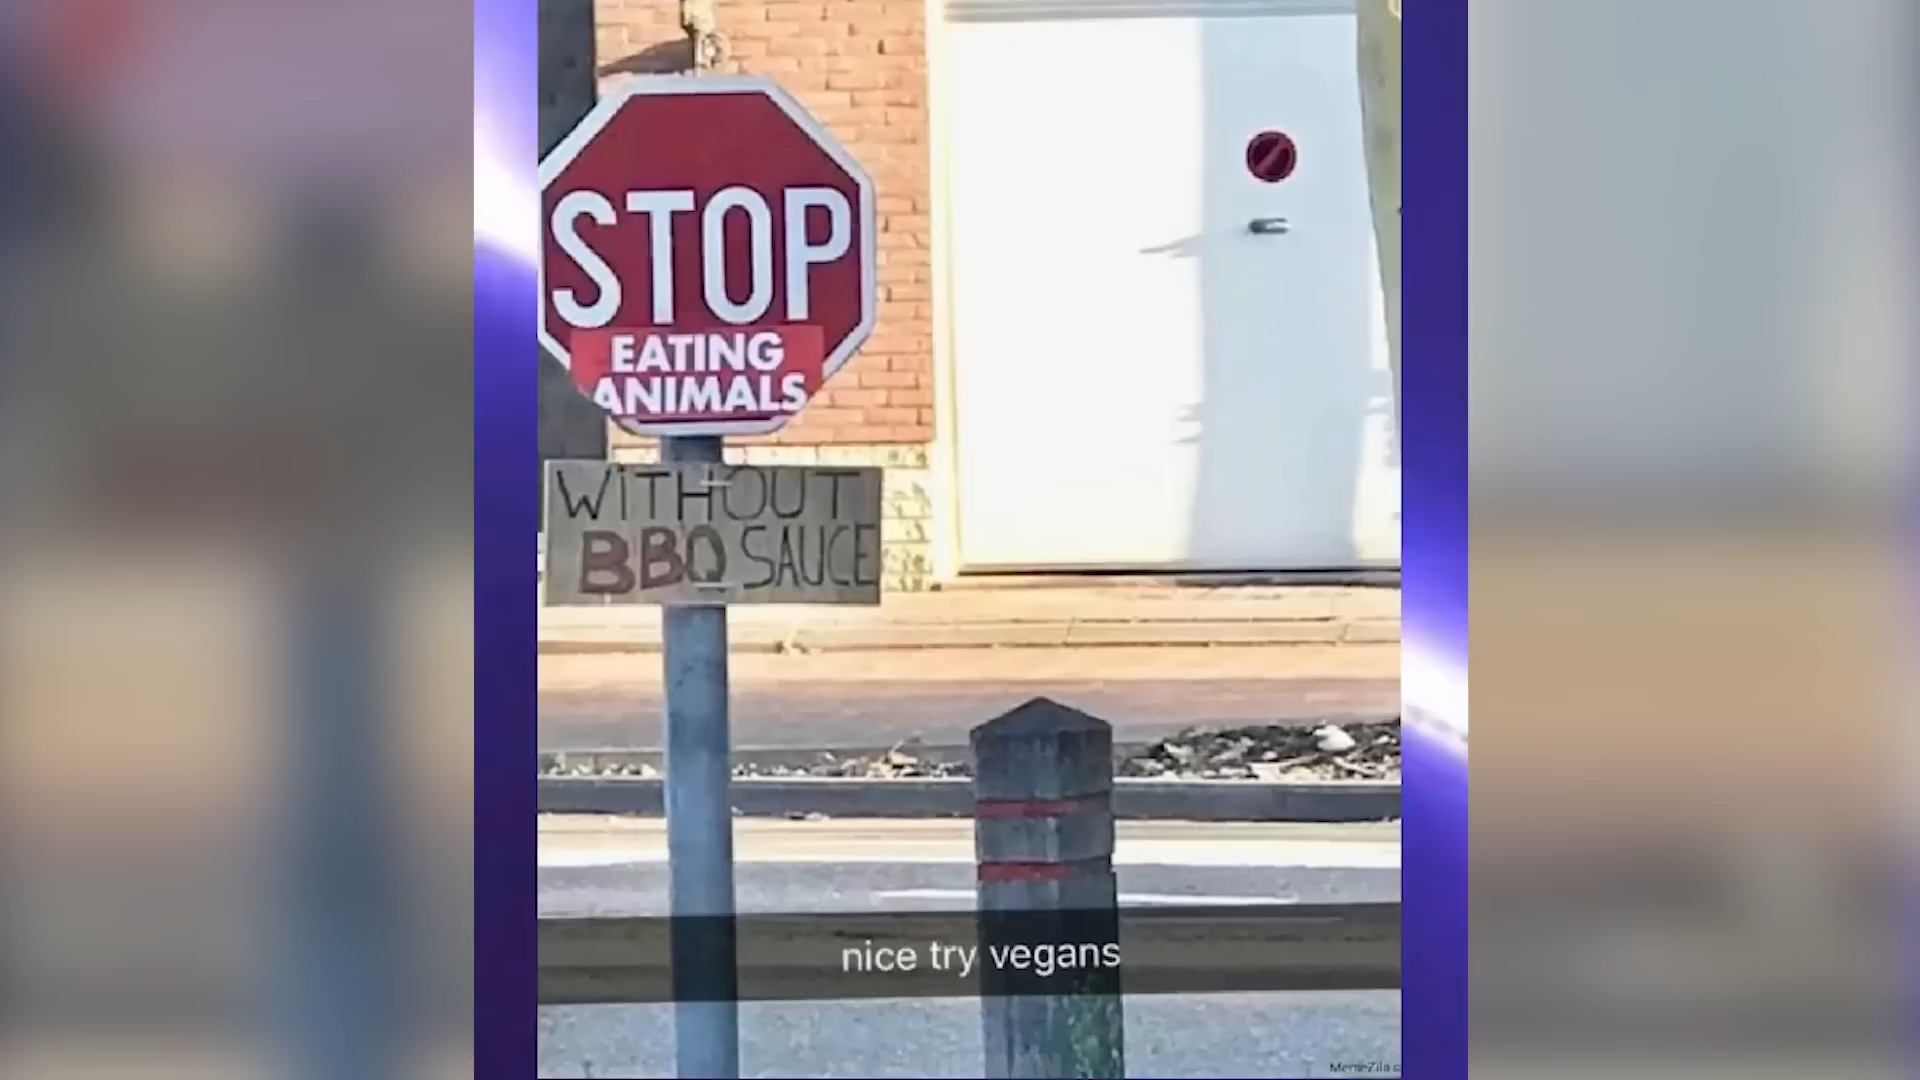 STOP
EATING
ANIMALS
WITHOUT
BBQ SAUCE
nice try vegans